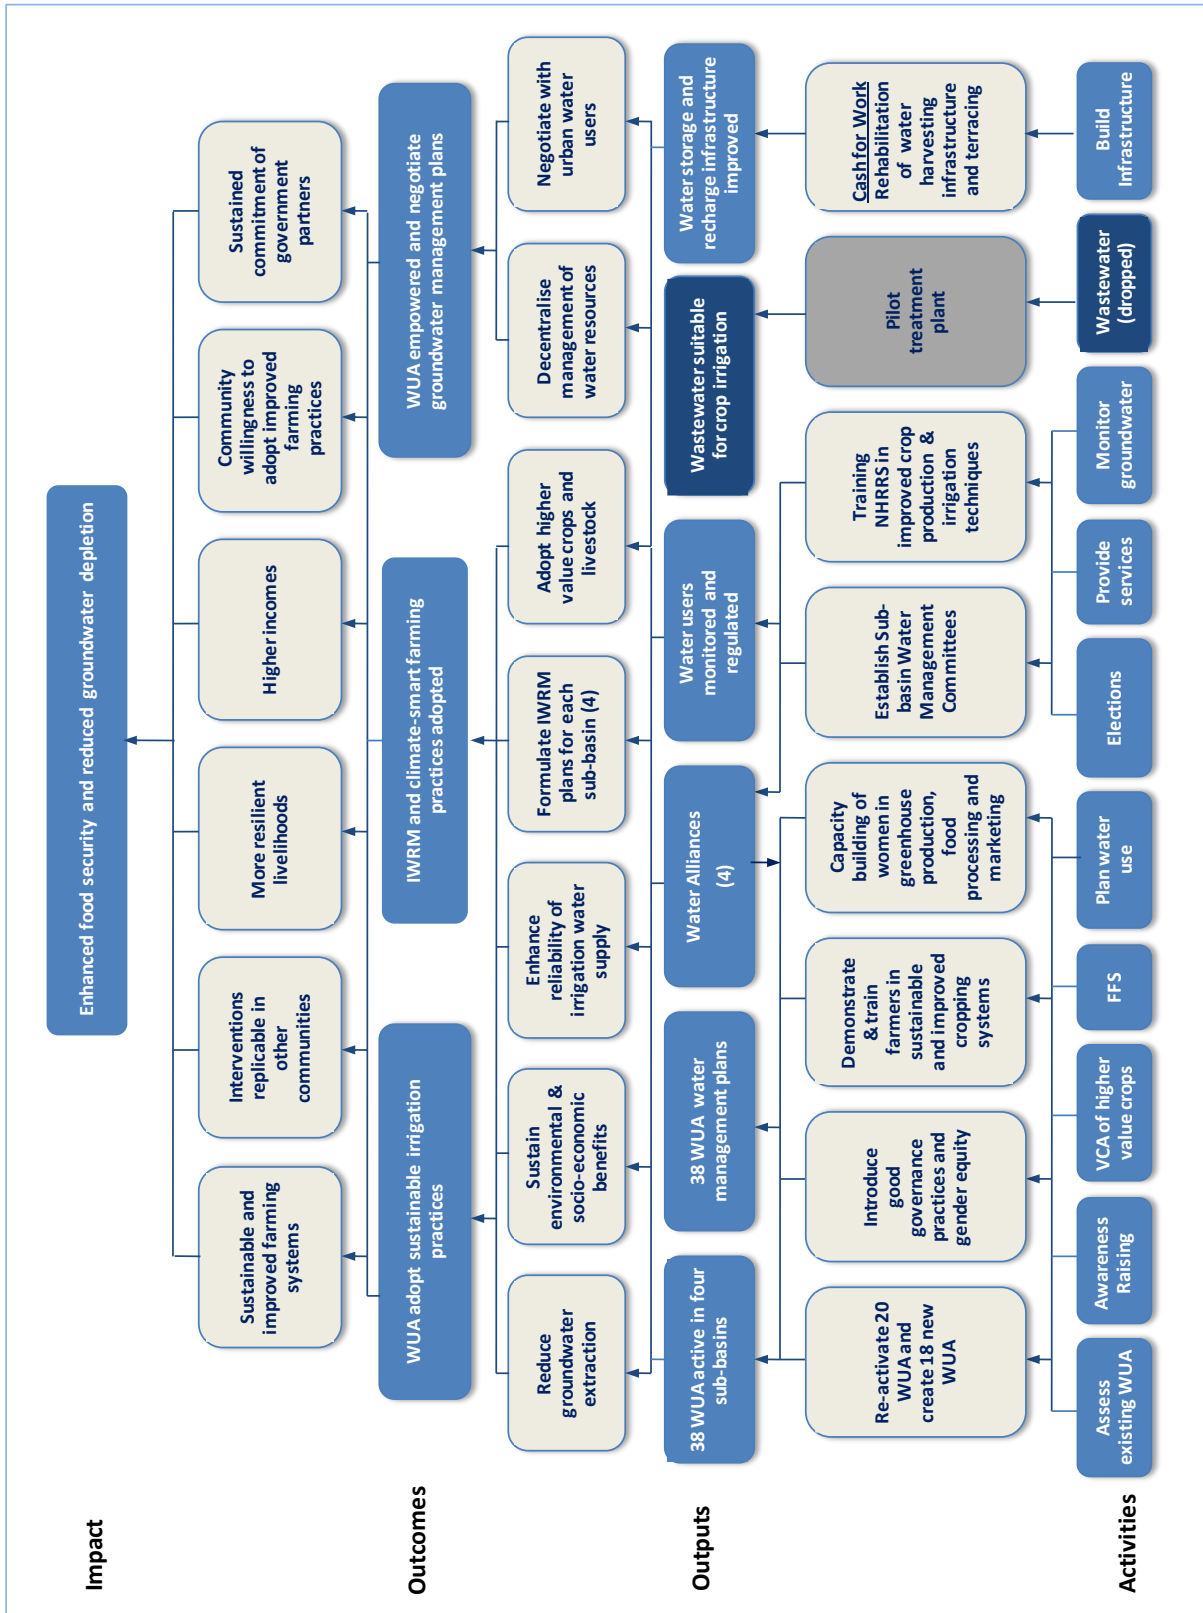 Impact
Enhanced food security and reduced groundwater depletion
Sustainable and
improved farming
systems
Interventions
replicable in
other
communities
More resilient
livelihoods
Higher incomes
Community
willingness to
adopt improved
farming
practices
Sustained
commitment of
government
partners
Outcomes
WUA adopt sustainable irrigation
practices
IWRM and climate-smart farming
practices adopted
WUA empowered and negotiate
groundwater management plans
Reduce
groundwater
extraction
Sustain
environmental &
socio-economic
benefits
Enhance
reliability of
irrigation water
supply
Formulate IWRM
plans for each
sub-basin (4)
Adopt higher
value crops and
livestock
Decentralise
management of
water resources
Negotiate with
urban water
users
Outputs
38 WUA active in four
sub-basins
38 WUA water
management plans
Water Alliances
(4)
Water users
monitored and
regulated
Wastewater suitable
for crop irrigation
Water storage and
recharge infrastructure
improved
Re-activate 20
WUA and
create 18 new
WUA
Introduce
good
governance
practices and
gender equity
Demonstrate
& train
farmers in
sustainable
and improved
cropping
systems
Capacity
building of
women in
greenhouse
production,
food
processing and
marketing
Establish Sub-
basin Water
Management
Committees
Training
NHRRS in
improved crop
production &
irrigation
techniques
Pilot
treatment
plant
Cash for Work
Rehabilitation
of water
harvesting
infrastructure
and terracing
Activities
Assess
existing WUA
Awareness
Raising
VCA of higher
value crops
FFS
Plan water
use
Elections
Provide
services
Monitor
groundwater
Wastewater
(dropped)
Build
Infrastructure